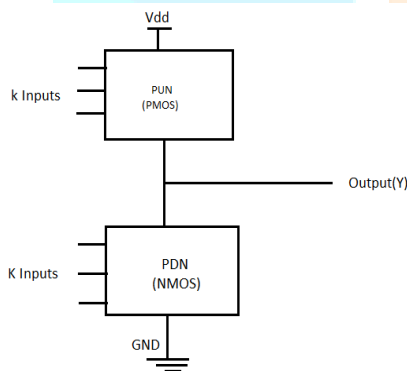 Vdd
PUN
(PMOS)
k Inputs
Output(Y)
PDN
(NMOS)
K Inputs
GND